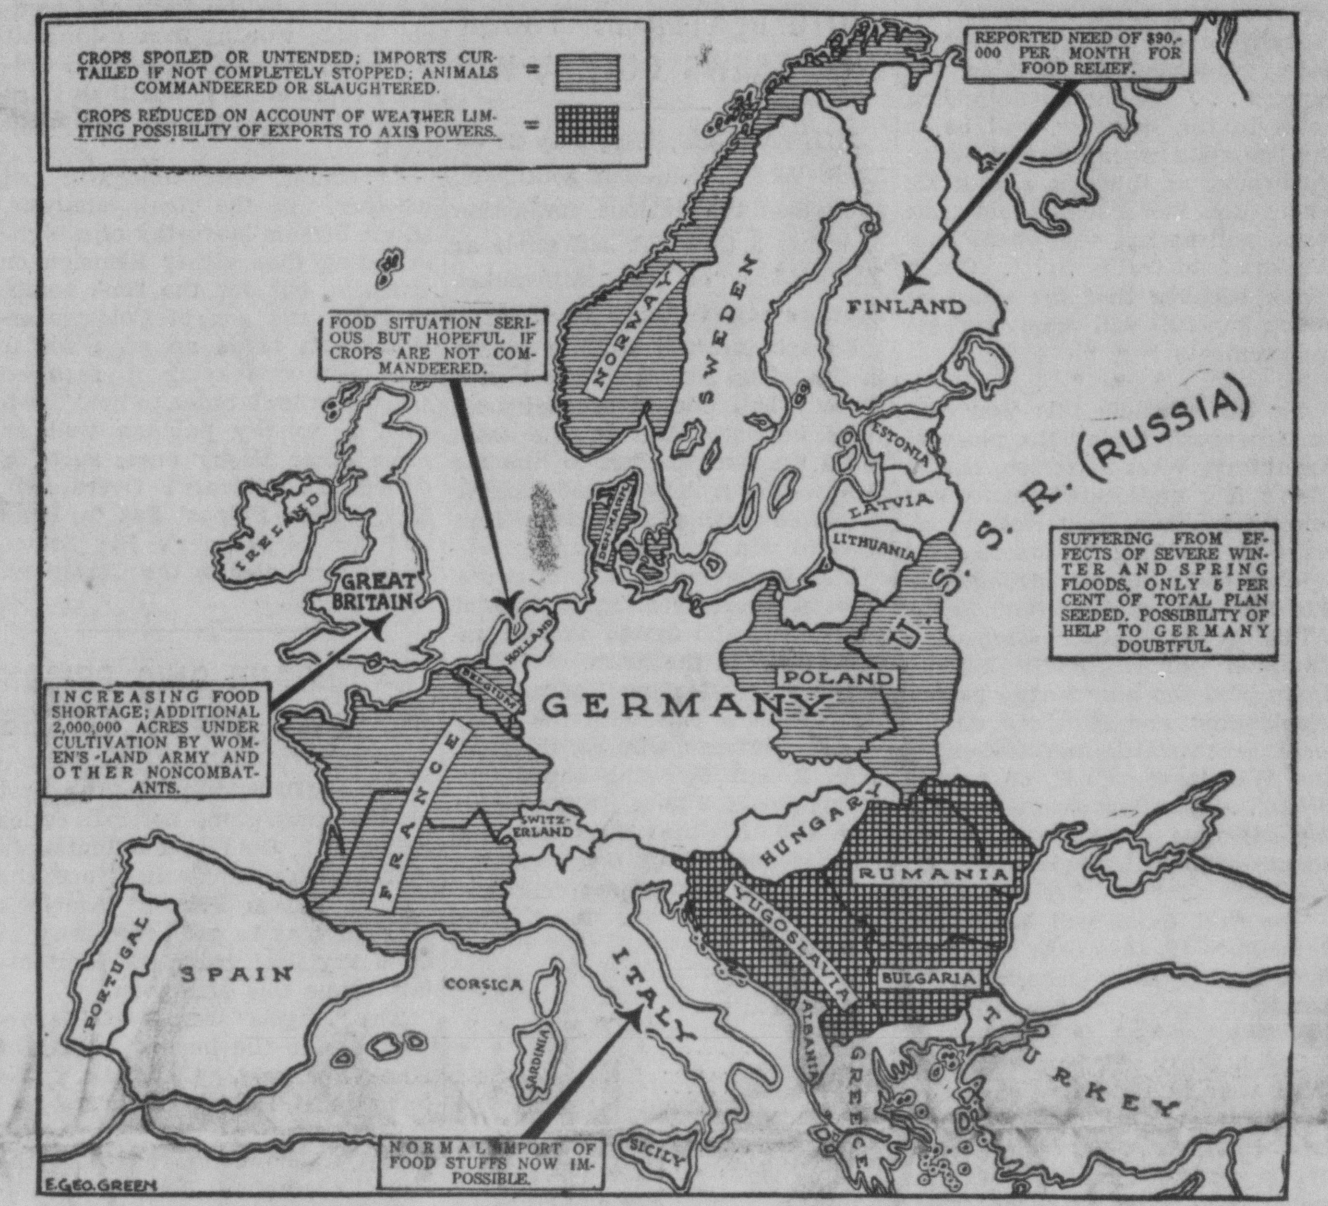 CROPS SPOILED OR UNTENDED; IMPORTS CUR-
TAILED IF NOT COMPLETELY STOPPED; ANIMALS =
COMMANDEERED OR SLAUGHTERED.
CROPS REDUCED ON ACCOUNT OF WEATHER LIM-
ITING POSSIBILITY OF EXPORTS TO AXIS POWERS. =
REPORTED NEED OF $90,-
000 PER MONTH FOR
FOOD RELIEF.
FOOD SITUATION SERI-
OUS BUT HOPEFUL IF
CROPS ARE NOT COM-
MANDEERED.
NORWAY
SWEDEN
FINLAND
ESTONIA
LATVIA
LITHUANIA
U. S. S. R. (RUSSIA)
SUFFERING FROM EF-
FECTS OF SEVERE WIN-
TER AND SPRING
FLOODS, ONLY 5 PER
CENT OF TOTAL PLAN
SEEDED. POSSIBILITY OF
HELP TO GERMANY
DOUBTFUL.
IRELAND
GREAT
BRITAIN
DENMARK
HOLLAND
BELGIUM
GERMANY
POLAND
INCREASING FOOD
SHORTAGE; ADDITIONAL
2,000,000 ACRES UNDER
CULTIVATION BY WOM-
EN'S LAND ARMY AND
OTHER NONCOMBAT-
ANTS.
FRANCE
SWITZ-
ERLAND
HUNGARY
RUMANIA
YUGOSLAVIA
BULGARIA
PORTUGAL
SPAIN
CORSICA
SARDINIA
ITALY
ALBANIA
GREECE
TURKEY
NORMAL IMPORT OF
FOOD STUFFS NOW IM-
POSSIBLE.
SICILY
E. GEO. GREEN